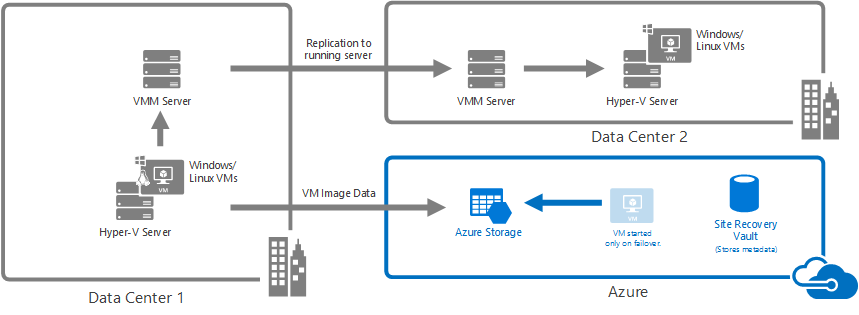 Replication to
running server
Windows/
Linux VMs
VM
VMM Server
VMM Server
Hyper-V Server
Data Center 2
Windows/
Linux VMs
VM
Hyper-V Server
VM Image Data
Azure Storage
VM
VM started
only on failover.
Site Recovery
Vault
(Stores metadata)
Data Center 1
Azure